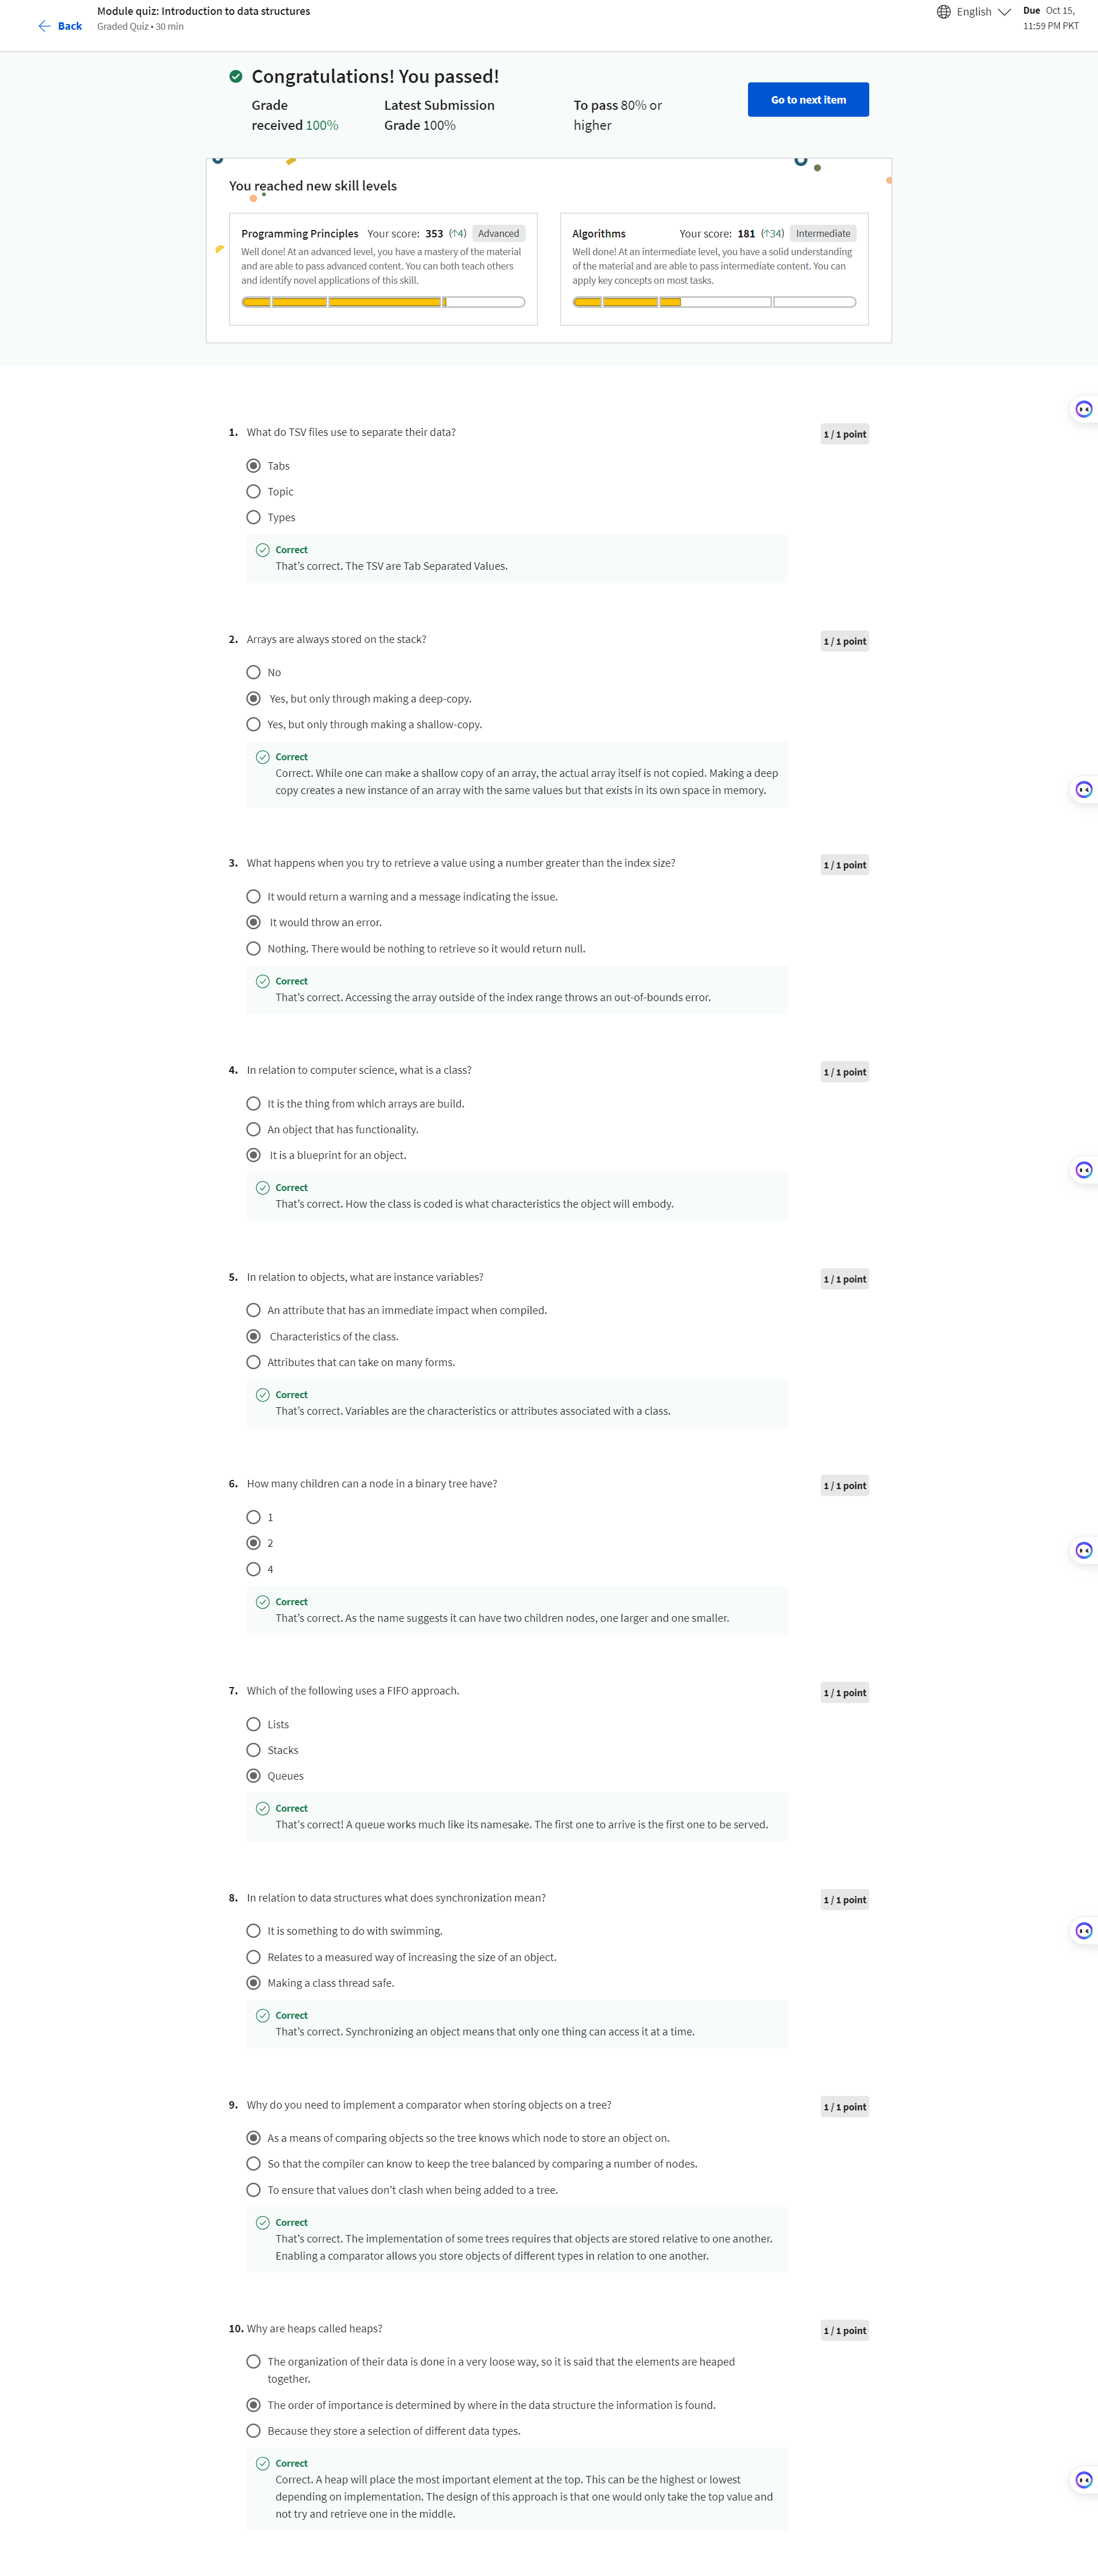 Module quiz: Introduction to data structures
Back
Graded Quiz • 30 min
English
Due Oct 15,
11:59 PM PKT
Congratulations! You passed!
Grade
received 100%
Latest Submission
Grade 100%
To pass 80% or
higher
Go to next item
You reached new skill levels
Programming Principles Your score: 353 (↑4) Advanced
Well done! At an advanced level, you have a mastery of the material
and are able to pass advanced content. You can both teach others
and identify novel applications of this skill.
Algorithms Your score: 181 (↑34) Intermediate
Well done! At an intermediate level, you have a solid understanding
of the material and are able to pass intermediate content. You can
apply key concepts on most tasks.
1. What do TSV files use to separate their data?
1 / 1 point
Tabs
Topic
Types
Correct
That's correct. The TSV are Tab Separated Values.
2. Arrays are always stored on the stack?
1 / 1 point
No
Yes, but only through making a deep-copy.
Yes, but only through making a shallow-copy.
Correct
Correct. While one can make a shallow copy of an array, the actual array itself is not copied. Making a deep
copy creates a new instance of an array with the same values but that exists in its own space in memory.
3. What happens when you try to retrieve a value using a number greater than the index size?
1 / 1 point
It would return a warning and a message indicating the issue.
It would throw an error.
Nothing. There would be nothing to retrieve so it would return null.
Correct
That's correct. Accessing the array outside of the index range throws an out-of-bounds error.
4. In relation to computer science, what is a class?
1 / 1 point
It is the thing from which arrays are build.
An object that has functionality.
It is a blueprint for an object.
Correct
That's correct. How the class is coded is what characteristics the object will embody.
5. In relation to objects, what are instance variables?
1 / 1 point
An attribute that has an immediate impact when compiled.
Characteristics of the class.
Attributes that can take on many forms.
Correct
That's correct. Variables are the characteristics or attributes associated with a class.
6. How many children can a node in a binary tree have?
1 / 1 point
1
2
4
Correct
That's correct. As the name suggests it can have two children nodes, one larger and one smaller.
7. Which of the following uses a FIFO approach.
1 / 1 point
Lists
Stacks
Queues
Correct
That's correct! A queue works much like its namesake. The first one to arrive is the first one to be served.
8. In relation to data structures what does synchronization mean?
1 / 1 point
It is something to do with swimming.
Relates to a measured way of increasing the size of an object.
Making a class thread safe.
Correct
That's correct. Synchronizing an object means that only one thing can access it at a time.
9. Why do you need to implement a comparator when storing objects on a tree?
1 / 1 point
As a means of comparing objects so the tree knows which node to store an object on.
So that the compiler can know to keep the tree balanced by comparing a number of nodes.
To ensure that values don't clash when being added to a tree.
Correct
That's correct. The implementation of some trees requires that objects are stored relative to one another.
Enabling a comparator allows you store objects of different types in relation to one another.
10. Why are heaps called heaps?
1 / 1 point
The organization of their data is done in a very loose way, so it is said that the elements are heaped
together.
The order of importance is determined by where in the data structure the information is found.
Because they store a selection of different data types.
Correct
Correct. A heap will place the most important element at the top. This can be the highest or lowest
depending on implementation. The design of this approach is that one would only take the top value and
not try and retrieve one in the middle.